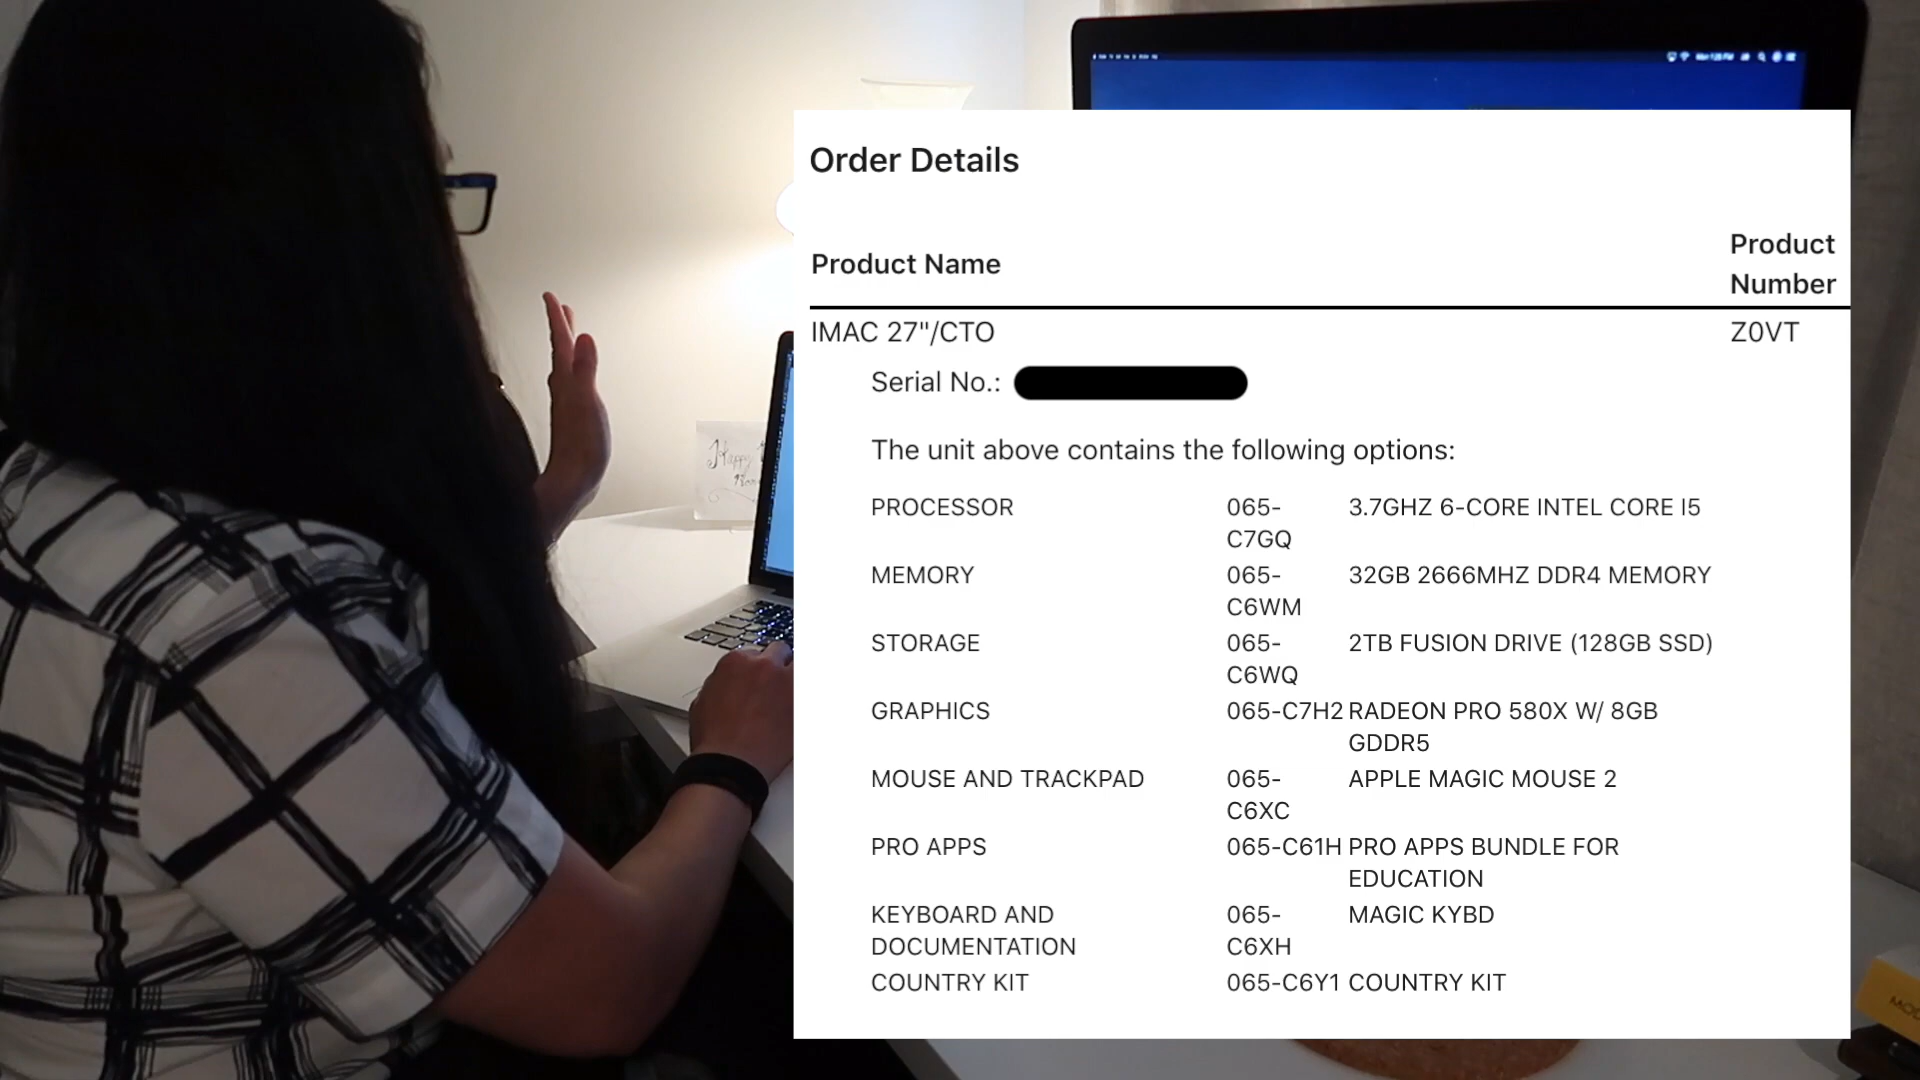 Order Details
Product Name
Product
Number
IMAC 27"/CTO
Z0VT
Serial No.:
The unit above contains the following options:
PROCESSOR 065- 3.7GHZ 6-CORE INTEL CORE I5
C7GQ
MEMORY 065- 32GB 2666MHZ DDR4 MEMORY
C6WM
STORAGE 065- 2TB FUSION DRIVE (128GB SSD)
C6WQ
GRAPHICS 065-C7H2 RADEON PRO 580X W/ 8GB
GDDR5
MOUSE AND TRACKPAD 065- APPLE MAGIC MOUSE 2
C6XC
PRO APPS 065-C61H PRO APPS BUNDLE FOR
EDUCATION
KEYBOARD AND 065- MAGIC KYBD
DOCUMENTATION C6XH
COUNTRY KIT 065-C6Y1 COUNTRY KIT
Happy